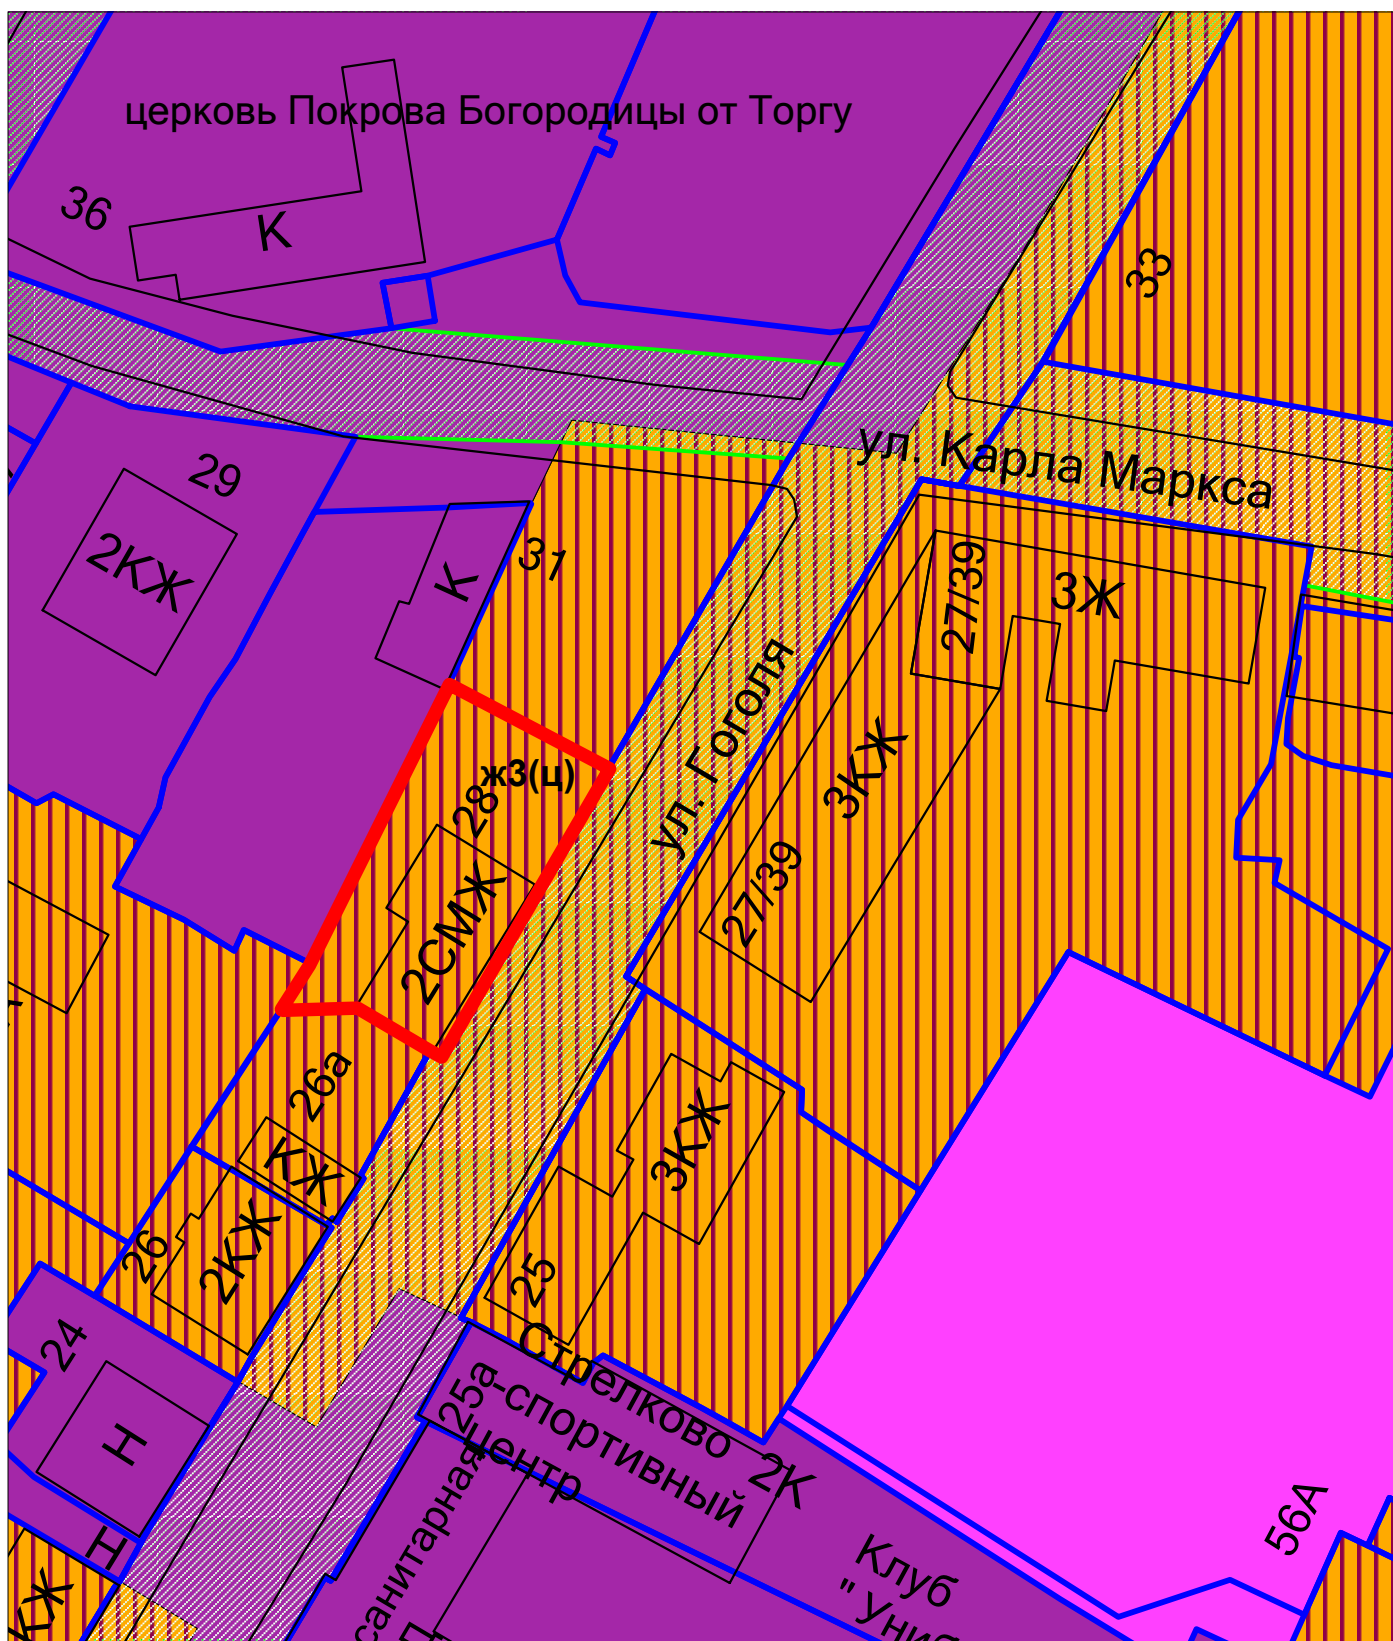 церковь Покрова Богородицы от Торгу
36
К
33
29
2КЖ
К
31
ул. Карла Маркса
27/39
3Ж
ул. Гоголя
3КЖ
27/39
ж3(ц)
28
2СМЖ
26а
КЖ
26
2КЖ
3КЖ
25
24
Н
Н
КЖ
25а
Стрелково
-спортивный
центр
2К
санитарная
Клуб
56А